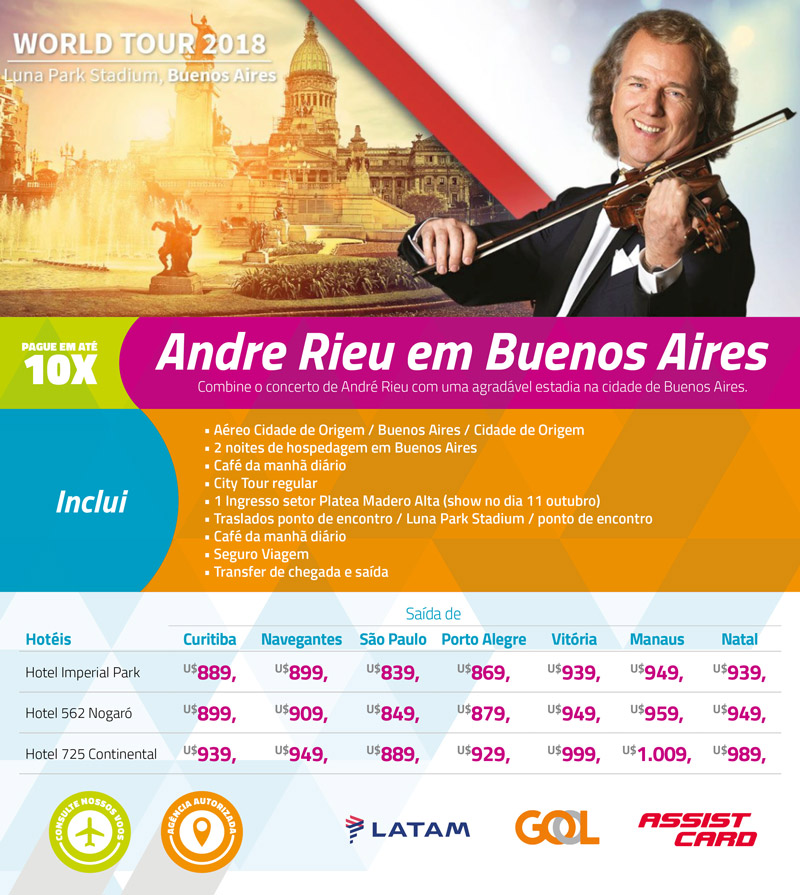 WORLD TOUR 2018
Luna Park Stadium, Buenos Aires
PAGUE EM ATÉ
10X
Andre Rieu em Buenos Aires
Combine o concerto de André Rieu com uma agradável estadia na cidade de Buenos Aires.
Inclui
▪ Aéreo Cidade de Origem / Buenos Aires / Cidade de Origem
▪ 2 noites de hospedagem em Buenos Aires
▪ Café da manhã diário
▪ City Tour regular
▪ 1 Ingresso setor Platea Madero Alta (show no dia 11 outubro)
▪ Traslados ponto de encontro / Luna Park Stadium / ponto de encontro
▪ Café da manhã diário
▪ Seguro Viagem
▪ Transfer de chegada e saída
Saída de
Hotéis Curitiba Navegantes São Paulo Porto Alegre Vitória Manaus Natal
Hotel Imperial Park U$889, U$899, U$839, U$869, U$939, U$949, U$939,
Hotel 562 Nogaró U$899, U$909, U$849, U$879, U$949, U$959, U$949,
Hotel 725 Continental U$939, U$949, U$889, U$929, U$999, U$1.009, U$989,
CONSULTE NOSSOS VOOS
AGÊNCIA AUTORIZADA
LATAM
GOL
ASSIST
CARD